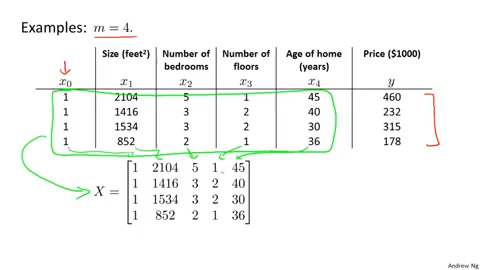 Examples: m = 4.
Size (feet²) Number of bedrooms Number of floors Age of home (years) Price ($1000)
x₀ x₁ x₂ x₃ x₄ y
1 2104 5 1 45 460
1 1416 3 2 40 232
1 1534 3 2 30 315
1 852 2 1 36 178
X = [1 2104 5 1 45
1 1416 3 2 40
1 1534 3 2 30
1 852 2 1 36]
Andrew Ng